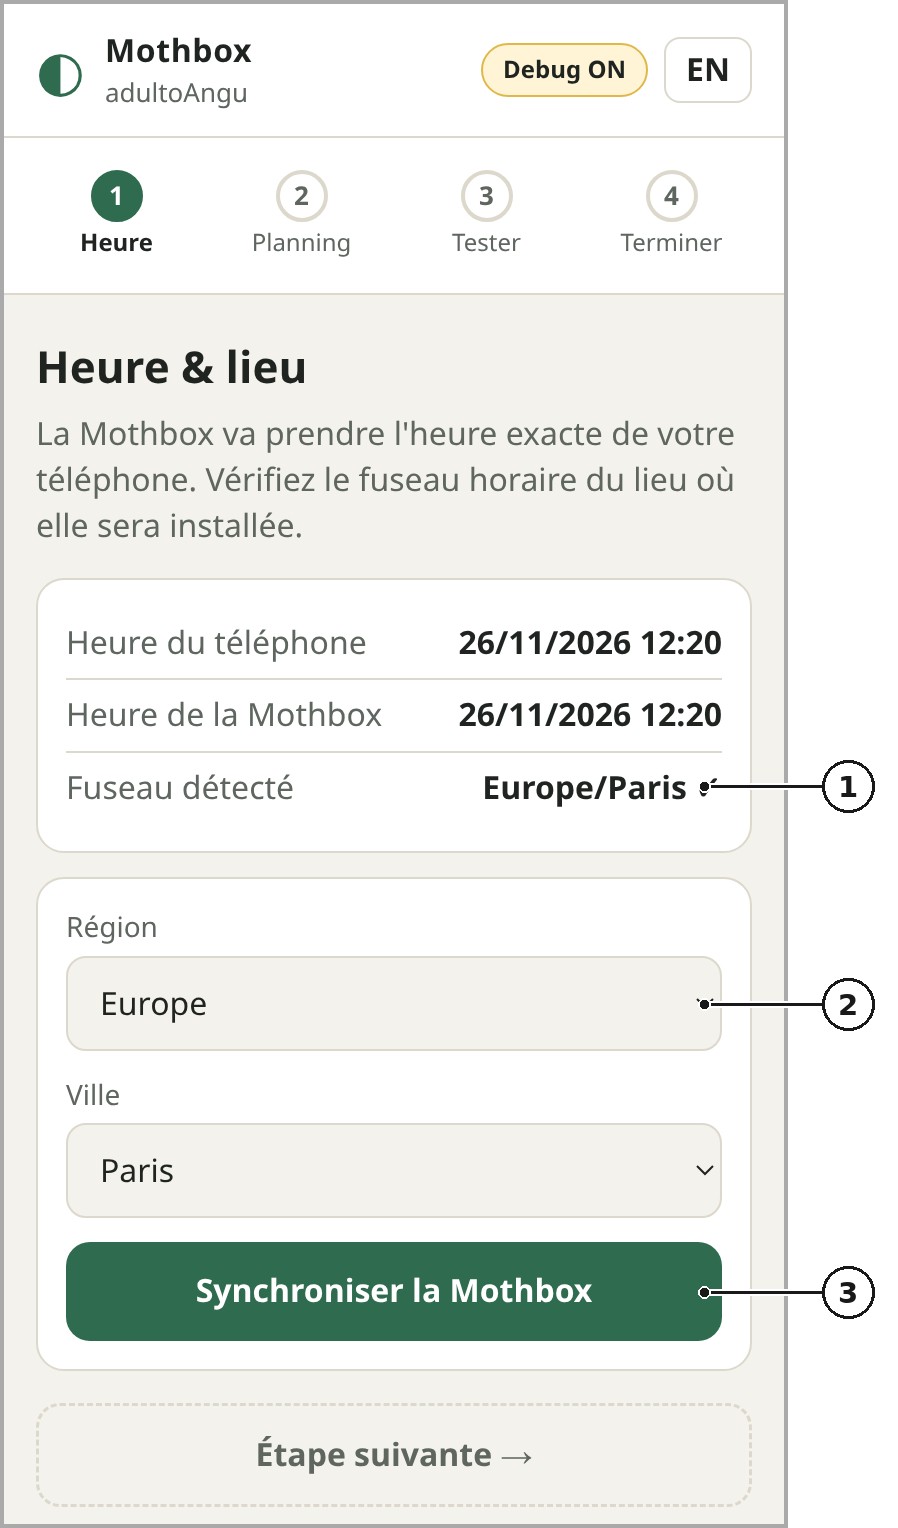 Mothbox
adultoAngu
Debug ON
EN
1
Heure
2
Planning
3
Tester
4
Terminer
Heure & lieu
La Mothbox va prendre l'heure exacte de votre
téléphone. Vérifiez le fuseau horaire du lieu où
elle sera installée.
Heure du téléphone 26/11/2026 12:20
Heure de la Mothbox 26/11/2026 12:20
Fuseau détecté Europe/Paris
1
Région
Europe
2
Ville
Paris
Synchroniser la Mothbox
3
Étape suivante →